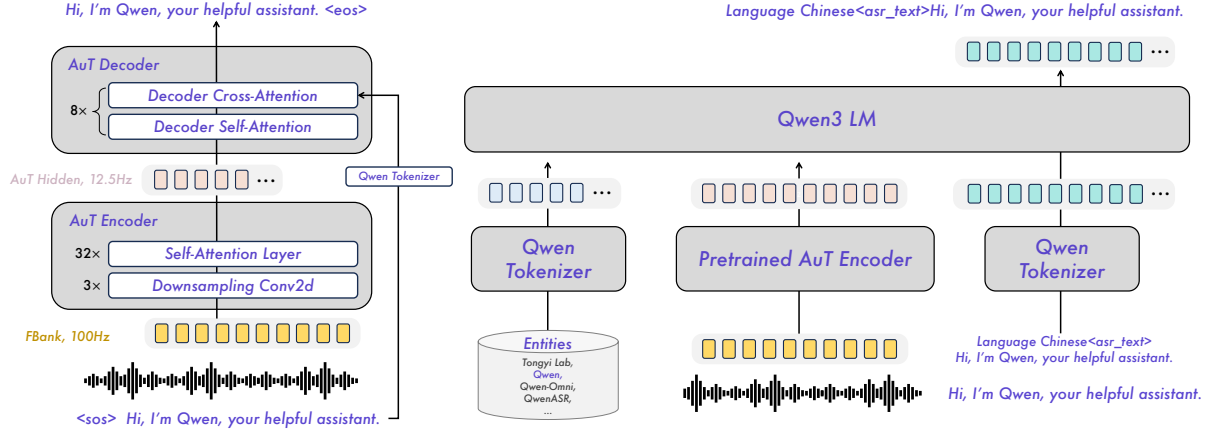 Hi, I'm Qwen, your helpful assistant. <eos>
AuT Decoder
8×
Decoder Cross-Attention
Decoder Self-Attention
AuT Hidden, 12.5Hz
...
Qwen Tokenizer
AuT Encoder
32×
Self-Attention Layer
3×
Downsampling Conv2d
FBank, 100Hz
<sos> Hi, I'm Qwen, your helpful assistant.
Language Chinese<asr_text>Hi, I'm Qwen, your helpful assistant.
...
Qwen3 LM
...
...
Qwen
Tokenizer
Pretrained AuT Encoder
Qwen
Tokenizer
Entities
Tongyi Lab,
Qwen,
Qwen-Omni,
QwenASR,
...
Language Chinese<asr_text>
Hi, I'm Qwen, your helpful assistant.
Hi, I'm Qwen, your helpful assistant.